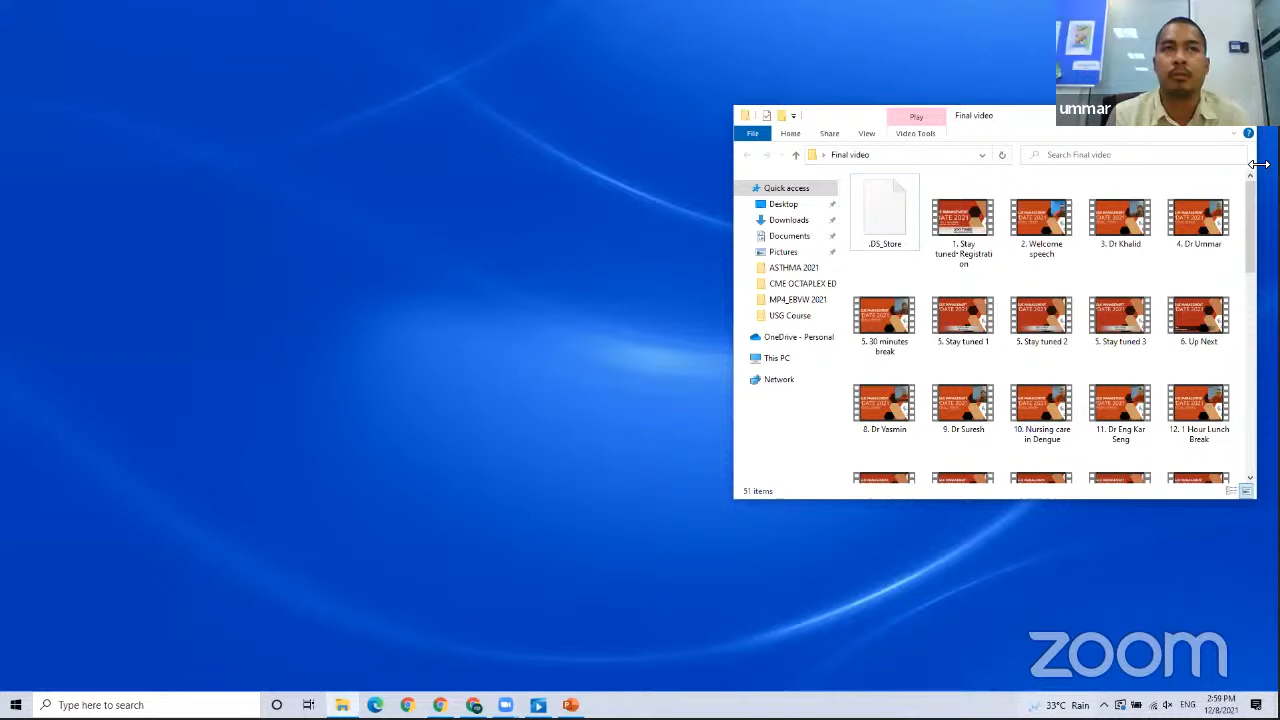 ummar
Play
Final video
File
Home
Share
View
Video Tools
Final video
Search Final video
Quick access
Desktop
Downloads
Documents
Pictures
ASTHMA 2021
CME OCTAPLEX ED
MP4_EBVW 2021
USG Course
OneDrive - Personal
This PC
Network
.DS_Store
1. Stay
tuned- Registrati
on
2. Welcome
speech
3. Dr Khalid
4. Dr Ummar
5. 30 minutes
break
5. Stay tuned 1
5. Stay tuned 2
5. Stay tuned 3
6. Up Next
8. Dr Yasmin
9. Dr Suresh
10. Nursing care
in Dengue
11. Dr Eng Kar
Seng
12. 1 Hour Lunch
Break
51 items
zoom
Type here to search
33°C Rain
ENG
2:59 PM
12/8/2021